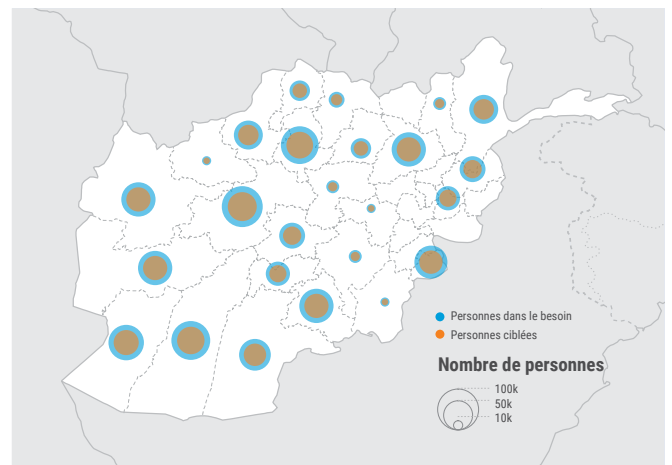 Personnes dans le besoin
Personnes ciblées
Nombre de personnes
100k
50k
10k